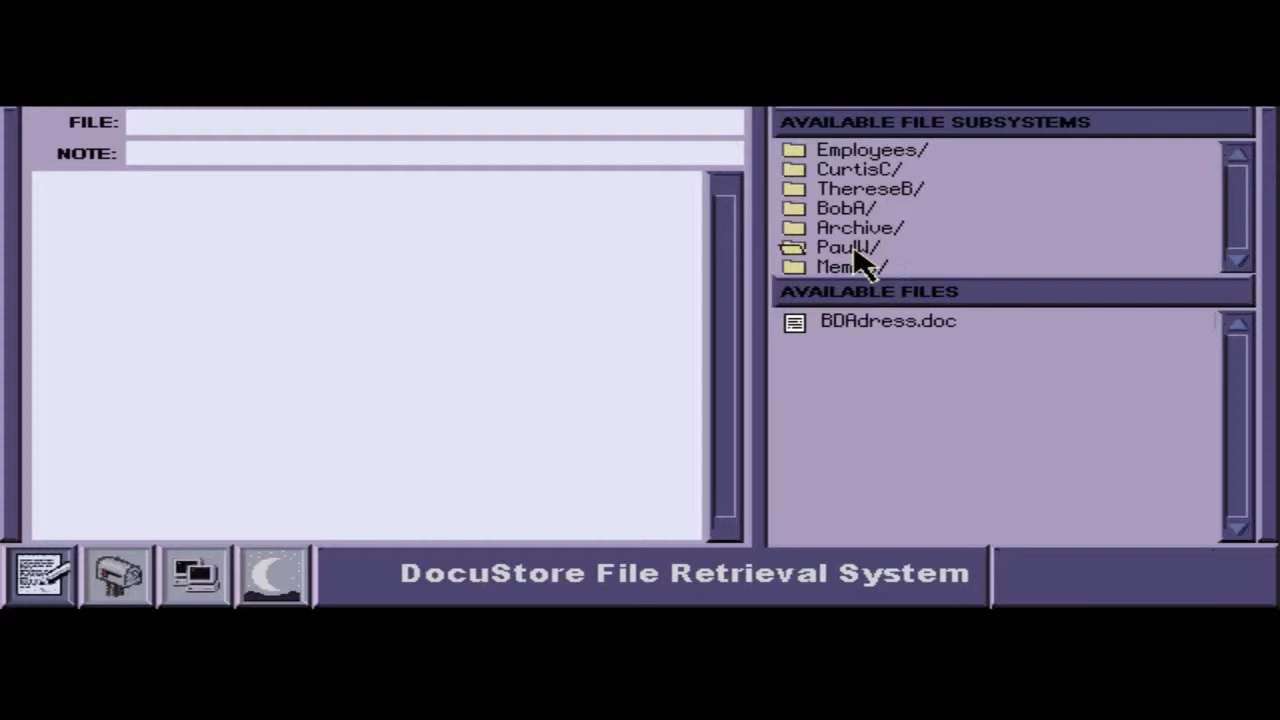 FILE:
NOTE:
AVAILABLE FILE SUBSYSTEMS
Employees/
CurtisC/
ThereseB/
BobA/
Archive/
PaulW/
AVAILABLE FILES
BDAdress.doc
DocuStore File Retrieval System